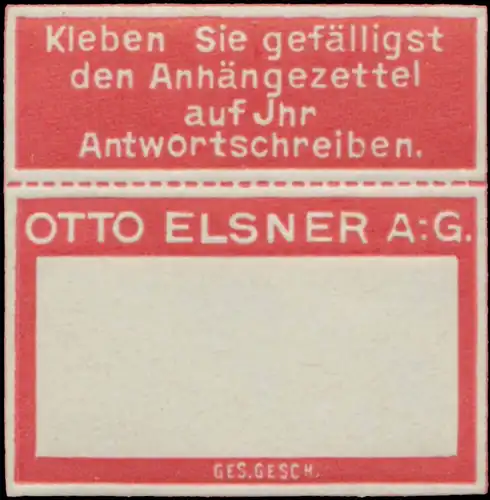 Kleben Sie gefälligst
den Anhängezettel
auf Jhr
Antwortschreiben.
OTTO ELSNER A:G.
GES.GESCH.